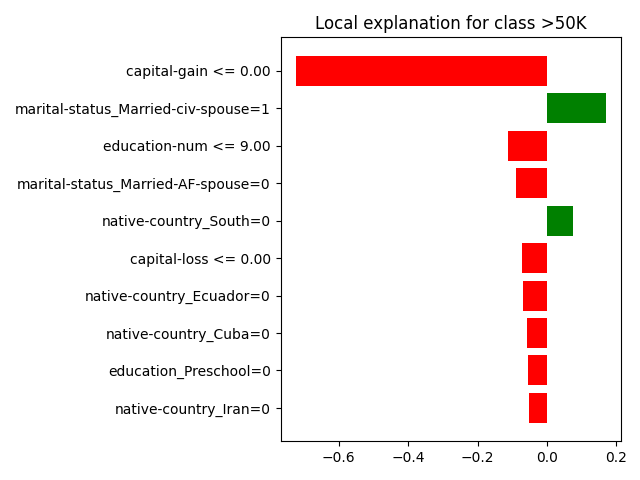 Local explanation for class >50K
capital-gain <= 0.00
marital-status_Married-civ-spouse=1
education-num <= 9.00
marital-status_Married-AF-spouse=0
native-country_South=0
capital-loss <= 0.00
native-country_Ecuador=0
native-country_Cuba=0
education_Preschool=0
native-country_Iran=0
−0.6 −0.4 −0.2 0.0 0.2